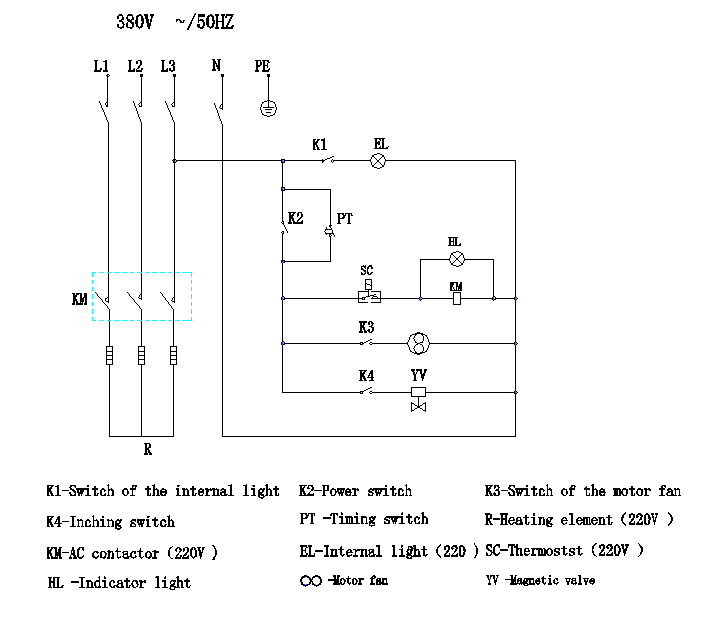 380V ~/50HZ
L1 L2 L3 N PE
K1 EL
K2 PT
HL
SC
KM KM
K3
K4 YV
R
K1-Switch of the internal light K2-Power switch K3-Switch of the motor fan
K4-Inching switch PT -Timing switch R-Heating element (220V )
KM-AC contactor (220V ) EL-Internal light (220 ) SC-Thermostst (220V )
HL -Indicator light -Motor fan YV -Magnetic valve